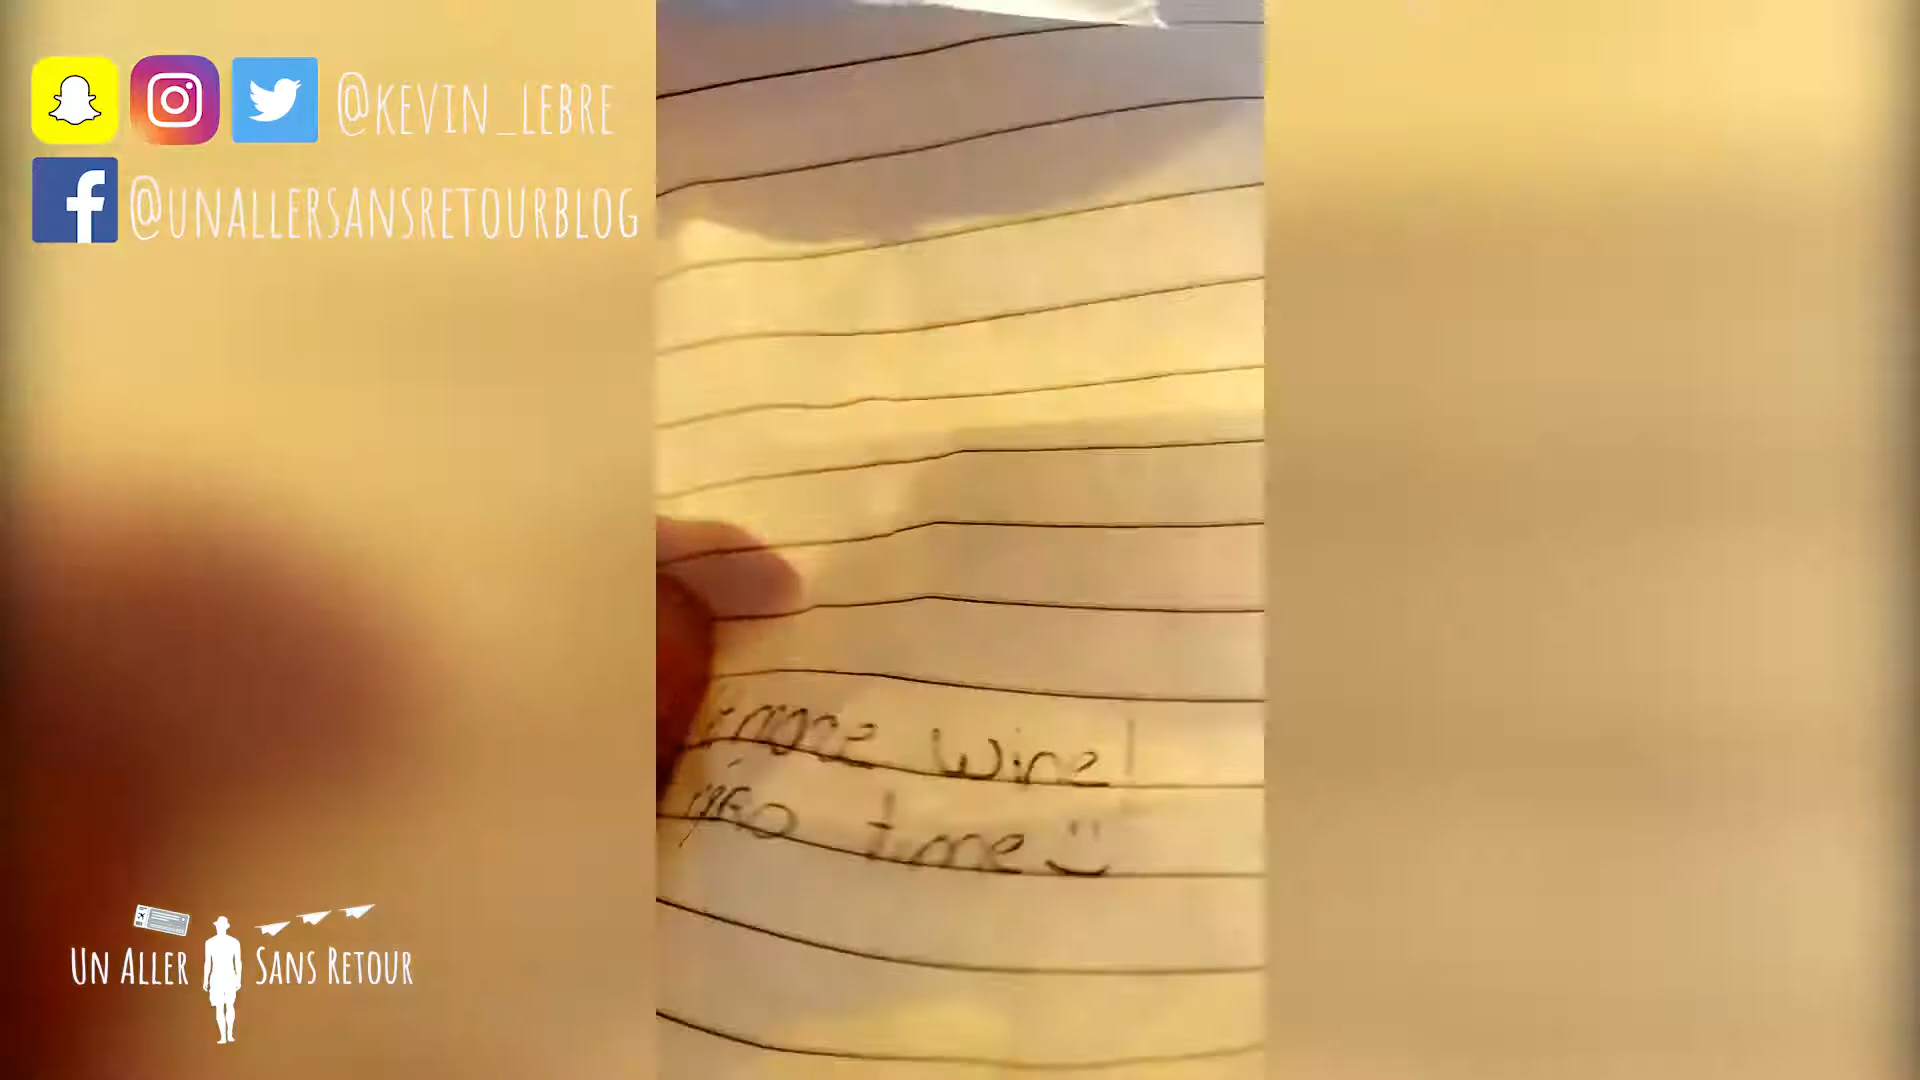 @KEVIN_LEBRE
@UNALLERSANSRETOURBLOG
more wine!
time
UN ALLER SANS RETOUR